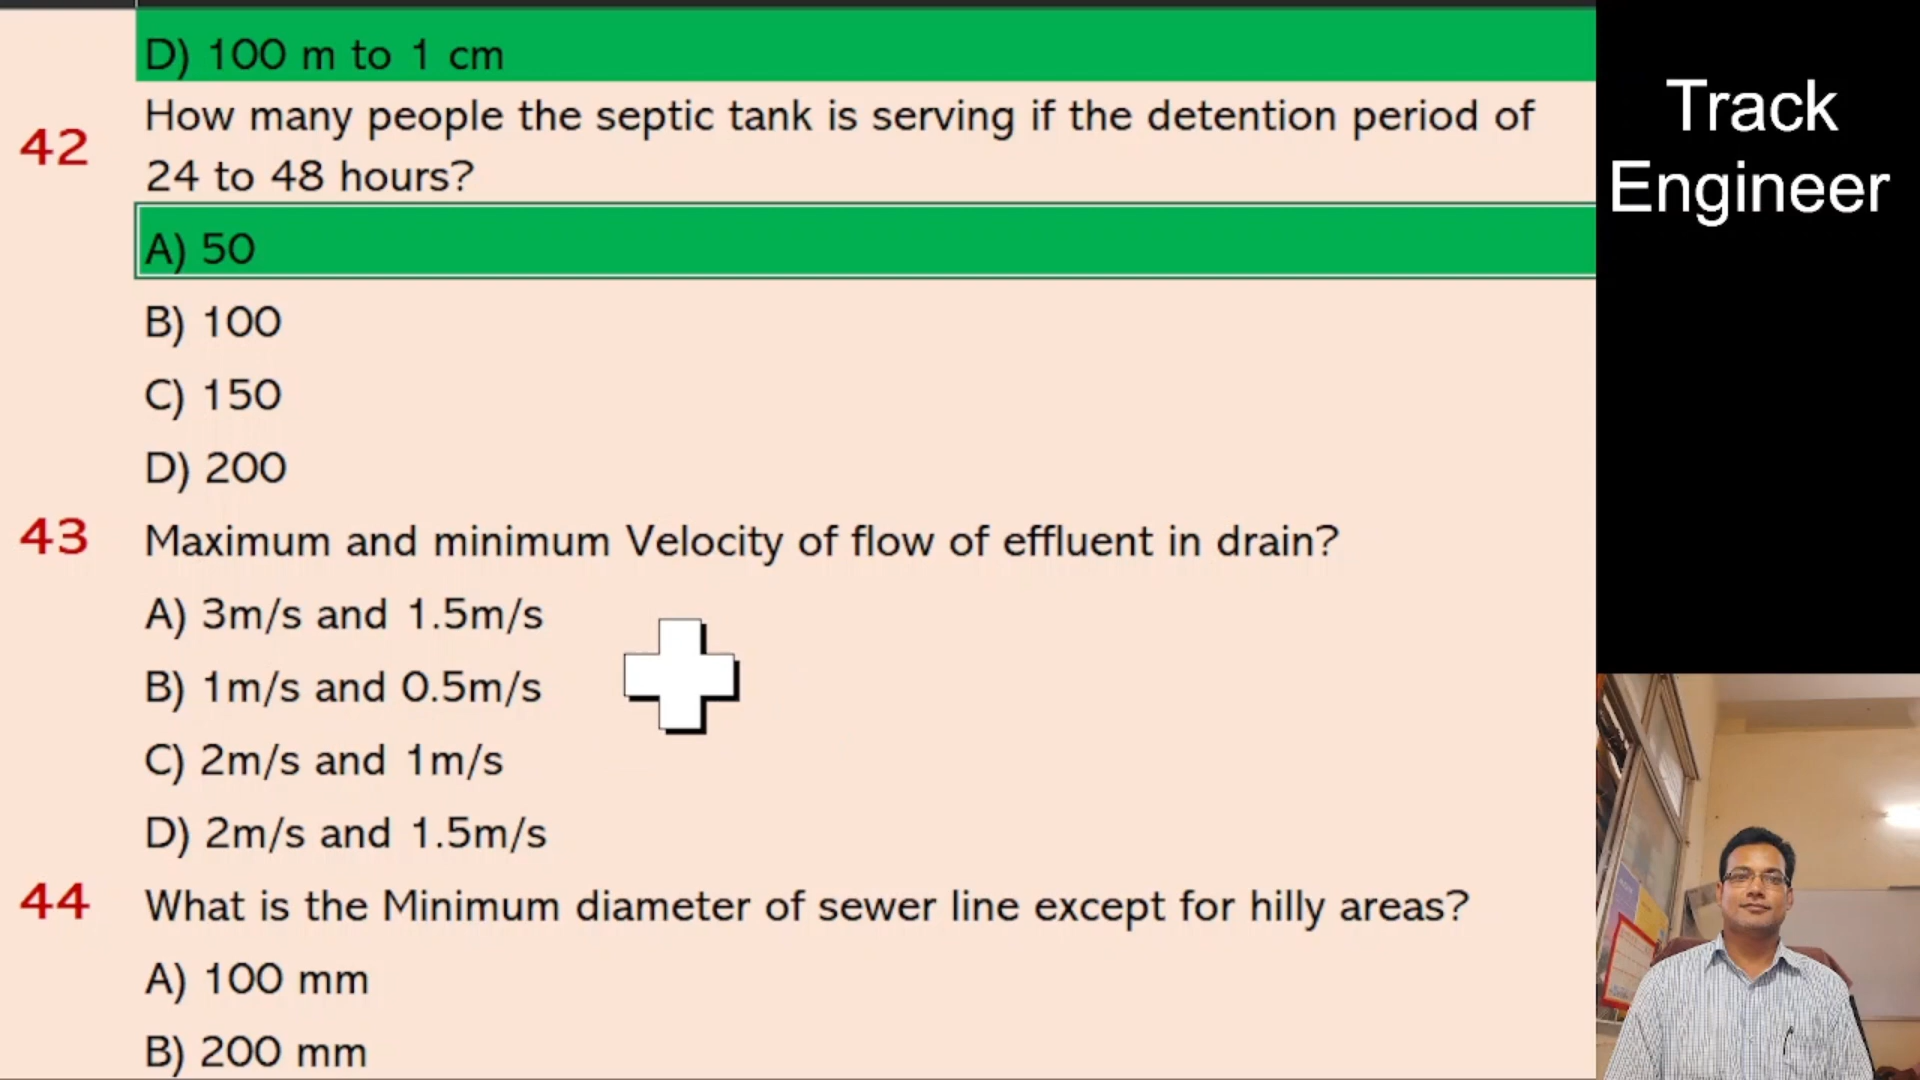 D) 100 m to 1 cm
42
How many people the septic tank is serving if the detention period of
24 to 48 hours?
A) 50
B) 100
C) 150
D) 200
43
Maximum and minimum Velocity of flow of effluent in drain?
A) 3m/s and 1.5m/s
B) 1m/s and 0.5m/s
C) 2m/s and 1m/s
D) 2m/s and 1.5m/s
44
What is the Minimum diameter of sewer line except for hilly areas?
A) 100 mm
B) 200 mm
Track
Engineer